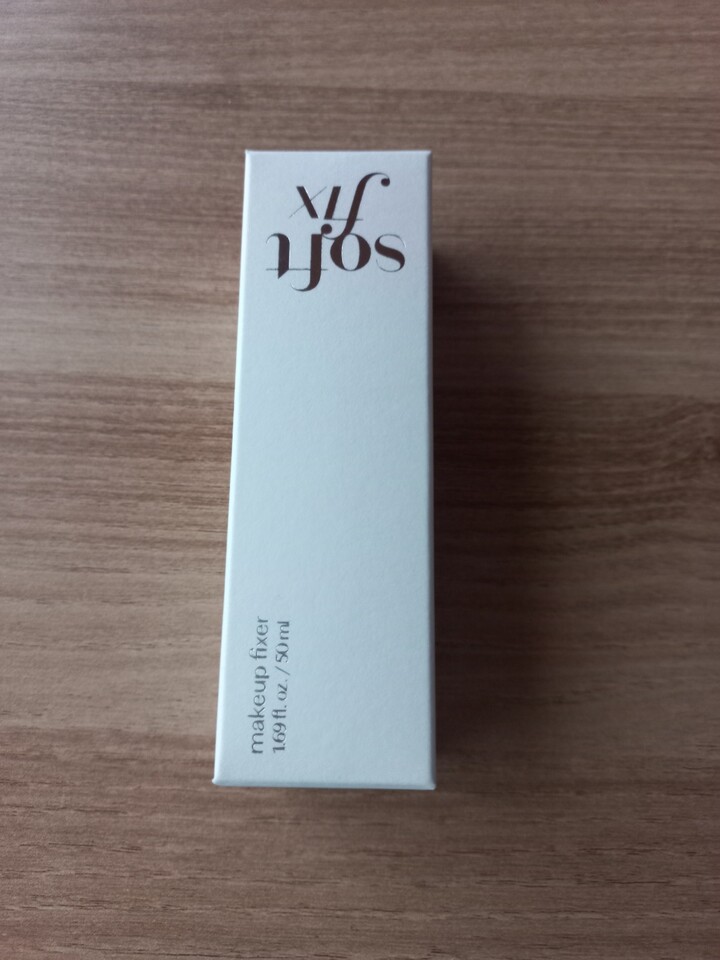 soft
fix
makeup fixer
1.69 fl. oz. / 50 ml